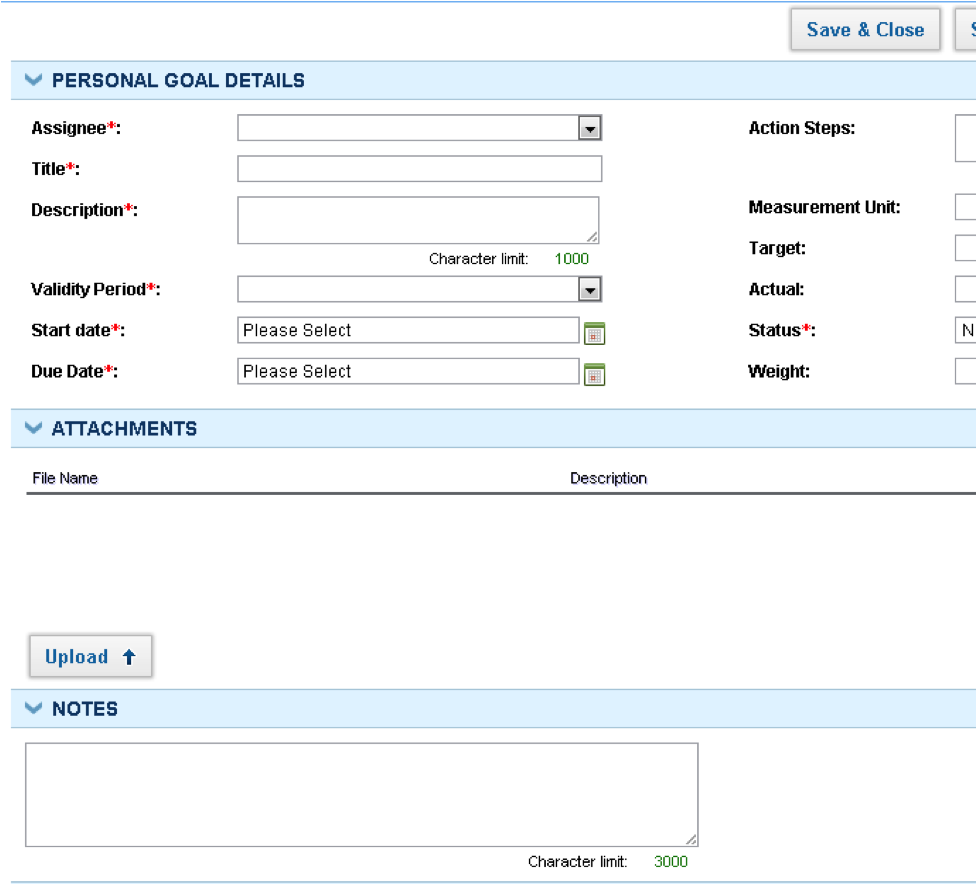 Save & Close
PERSONAL GOAL DETAILS
Assignee*:
Action Steps:
Title*:
Description*:
Character limit: 1000
Measurement Unit:
Target:
Validity Period*:
Actual:
Start date*: Please Select
Status*:
Due Date*: Please Select
Weight:
ATTACHMENTS
File Name Description
Upload
NOTES
Character limit: 3000